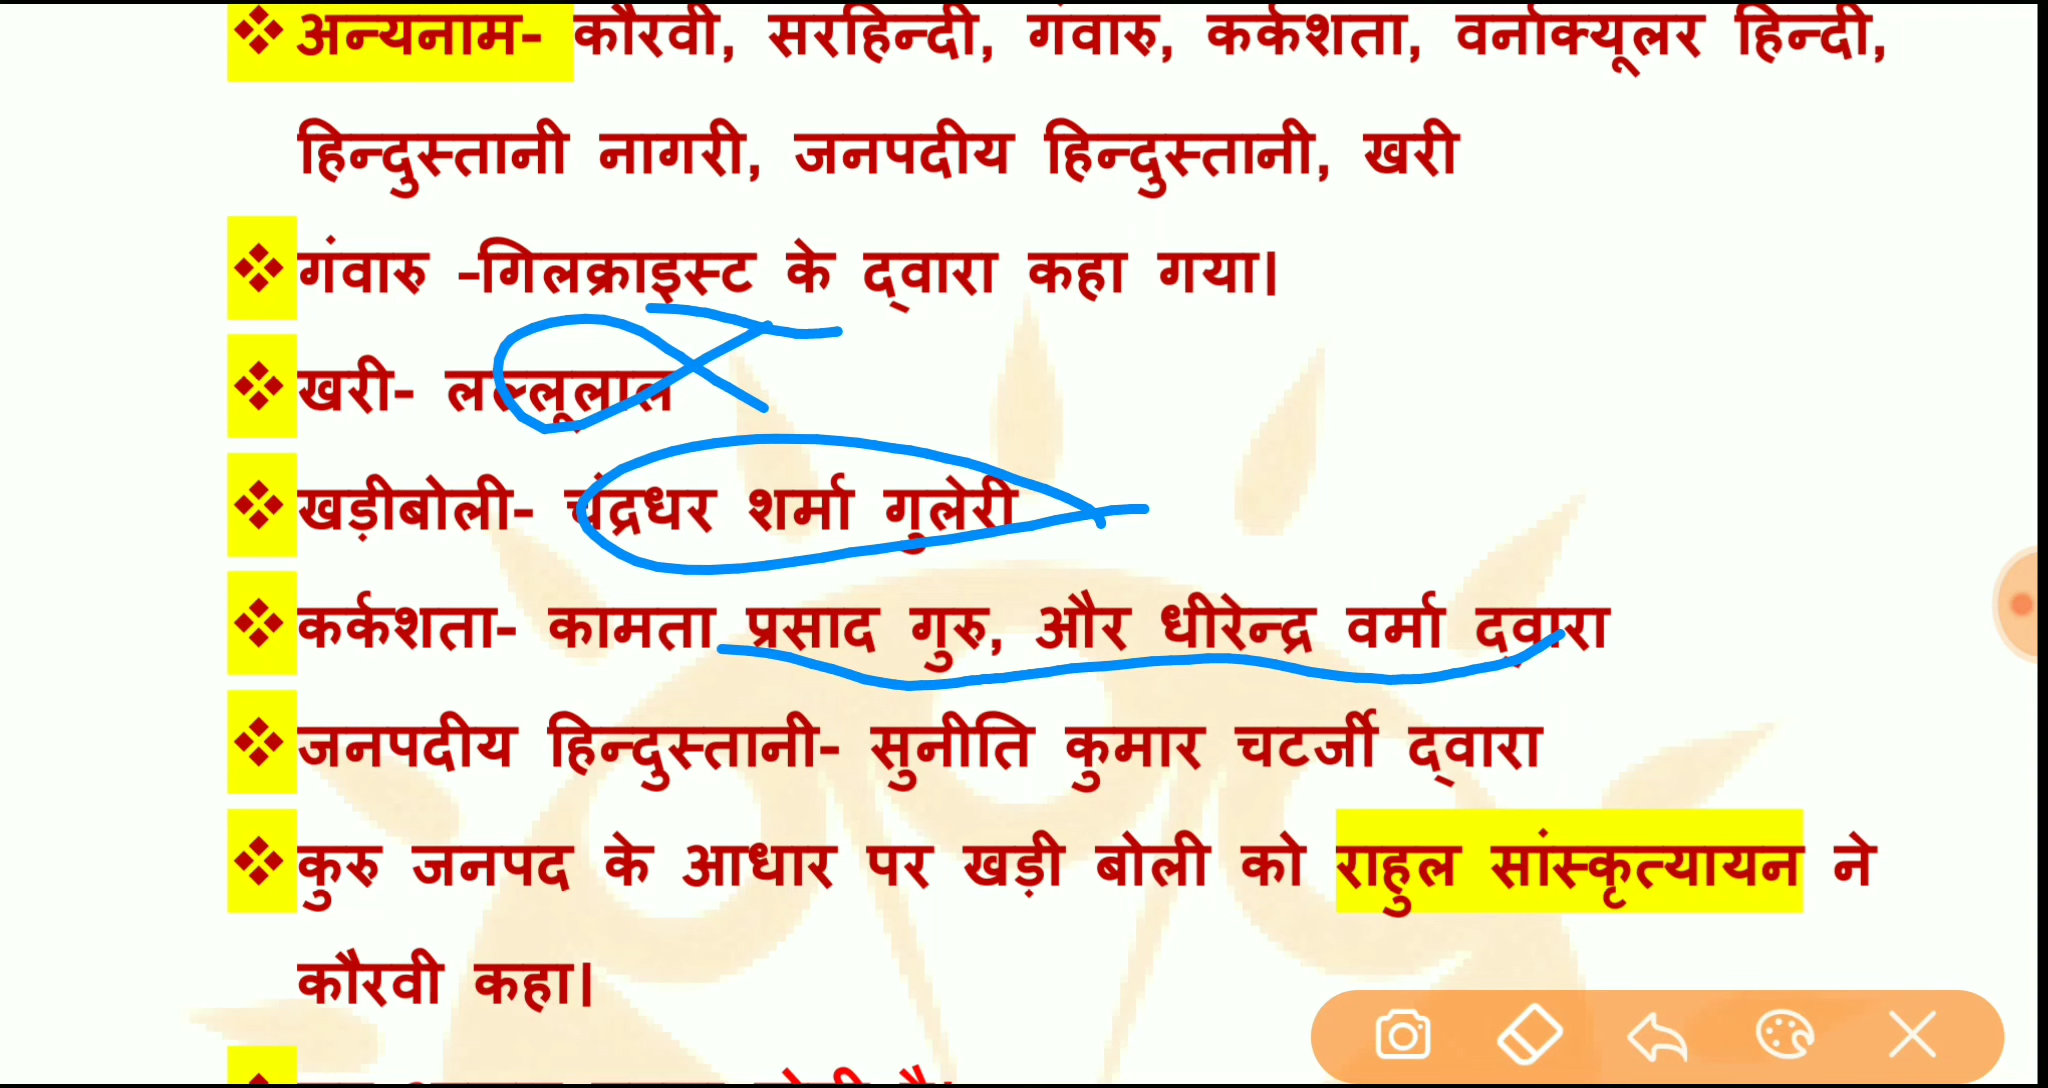 ❖ अन्यनाम- कौरवी, सरहिन्दी, गंवारु, कर्कशता, वर्नाक्यूलर हिन्दी,
हिन्दुस्तानी नागरी, जनपदीय हिन्दुस्तानी, खरी
❖ गंवारु -गिलक्राइस्ट के द्वारा कहा गया।
❖ खरी- लल्लूलाल
❖ खड़ीबोली- चंद्रधर शर्मा गुलेरी
❖ कर्कशता- कामता प्रसाद गुरु, और धीरेन्द्र वर्मा द्वारा
❖ जनपदीय हिन्दुस्तानी- सुनीति कुमार चटर्जी द्वारा
❖ कुरु जनपद के आधार पर खड़ी बोली को राहुल सांस्कृत्यायन ने
कौरवी कहा।